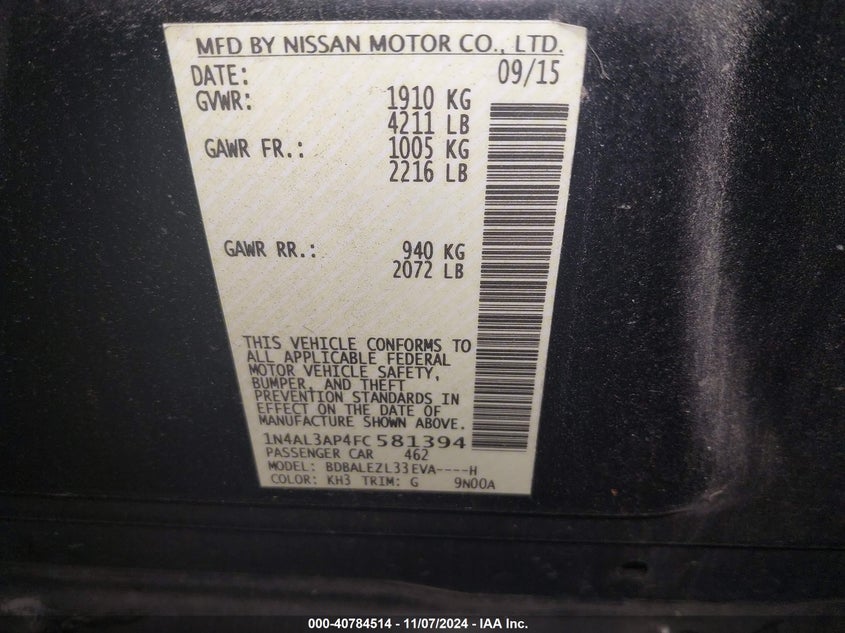 MFD BY NISSAN MOTOR CO., LTD.
DATE: 09/15
GVWR: 1910 KG
4211 LB
GAWR FR.: 1005 KG
2216 LB
GAWR RR.: 940 KG
2072 LB
THIS VEHICLE CONFORMS TO
ALL APPLICABLE FEDERAL
MOTOR VEHICLE SAFETY,
BUMPER, AND THEFT
PREVENTION STANDARDS IN
EFFECT ON THE DATE OF
MANUFACTURE SHOWN ABOVE.
1N4AL3AP4FC581394
PASSENGER CAR 462
MODEL: BDBALEZL33EVA----H
COLOR: KH3 TRIM: G 9N00A
000-40784514 - 11/07/2024 - IAA Inc.